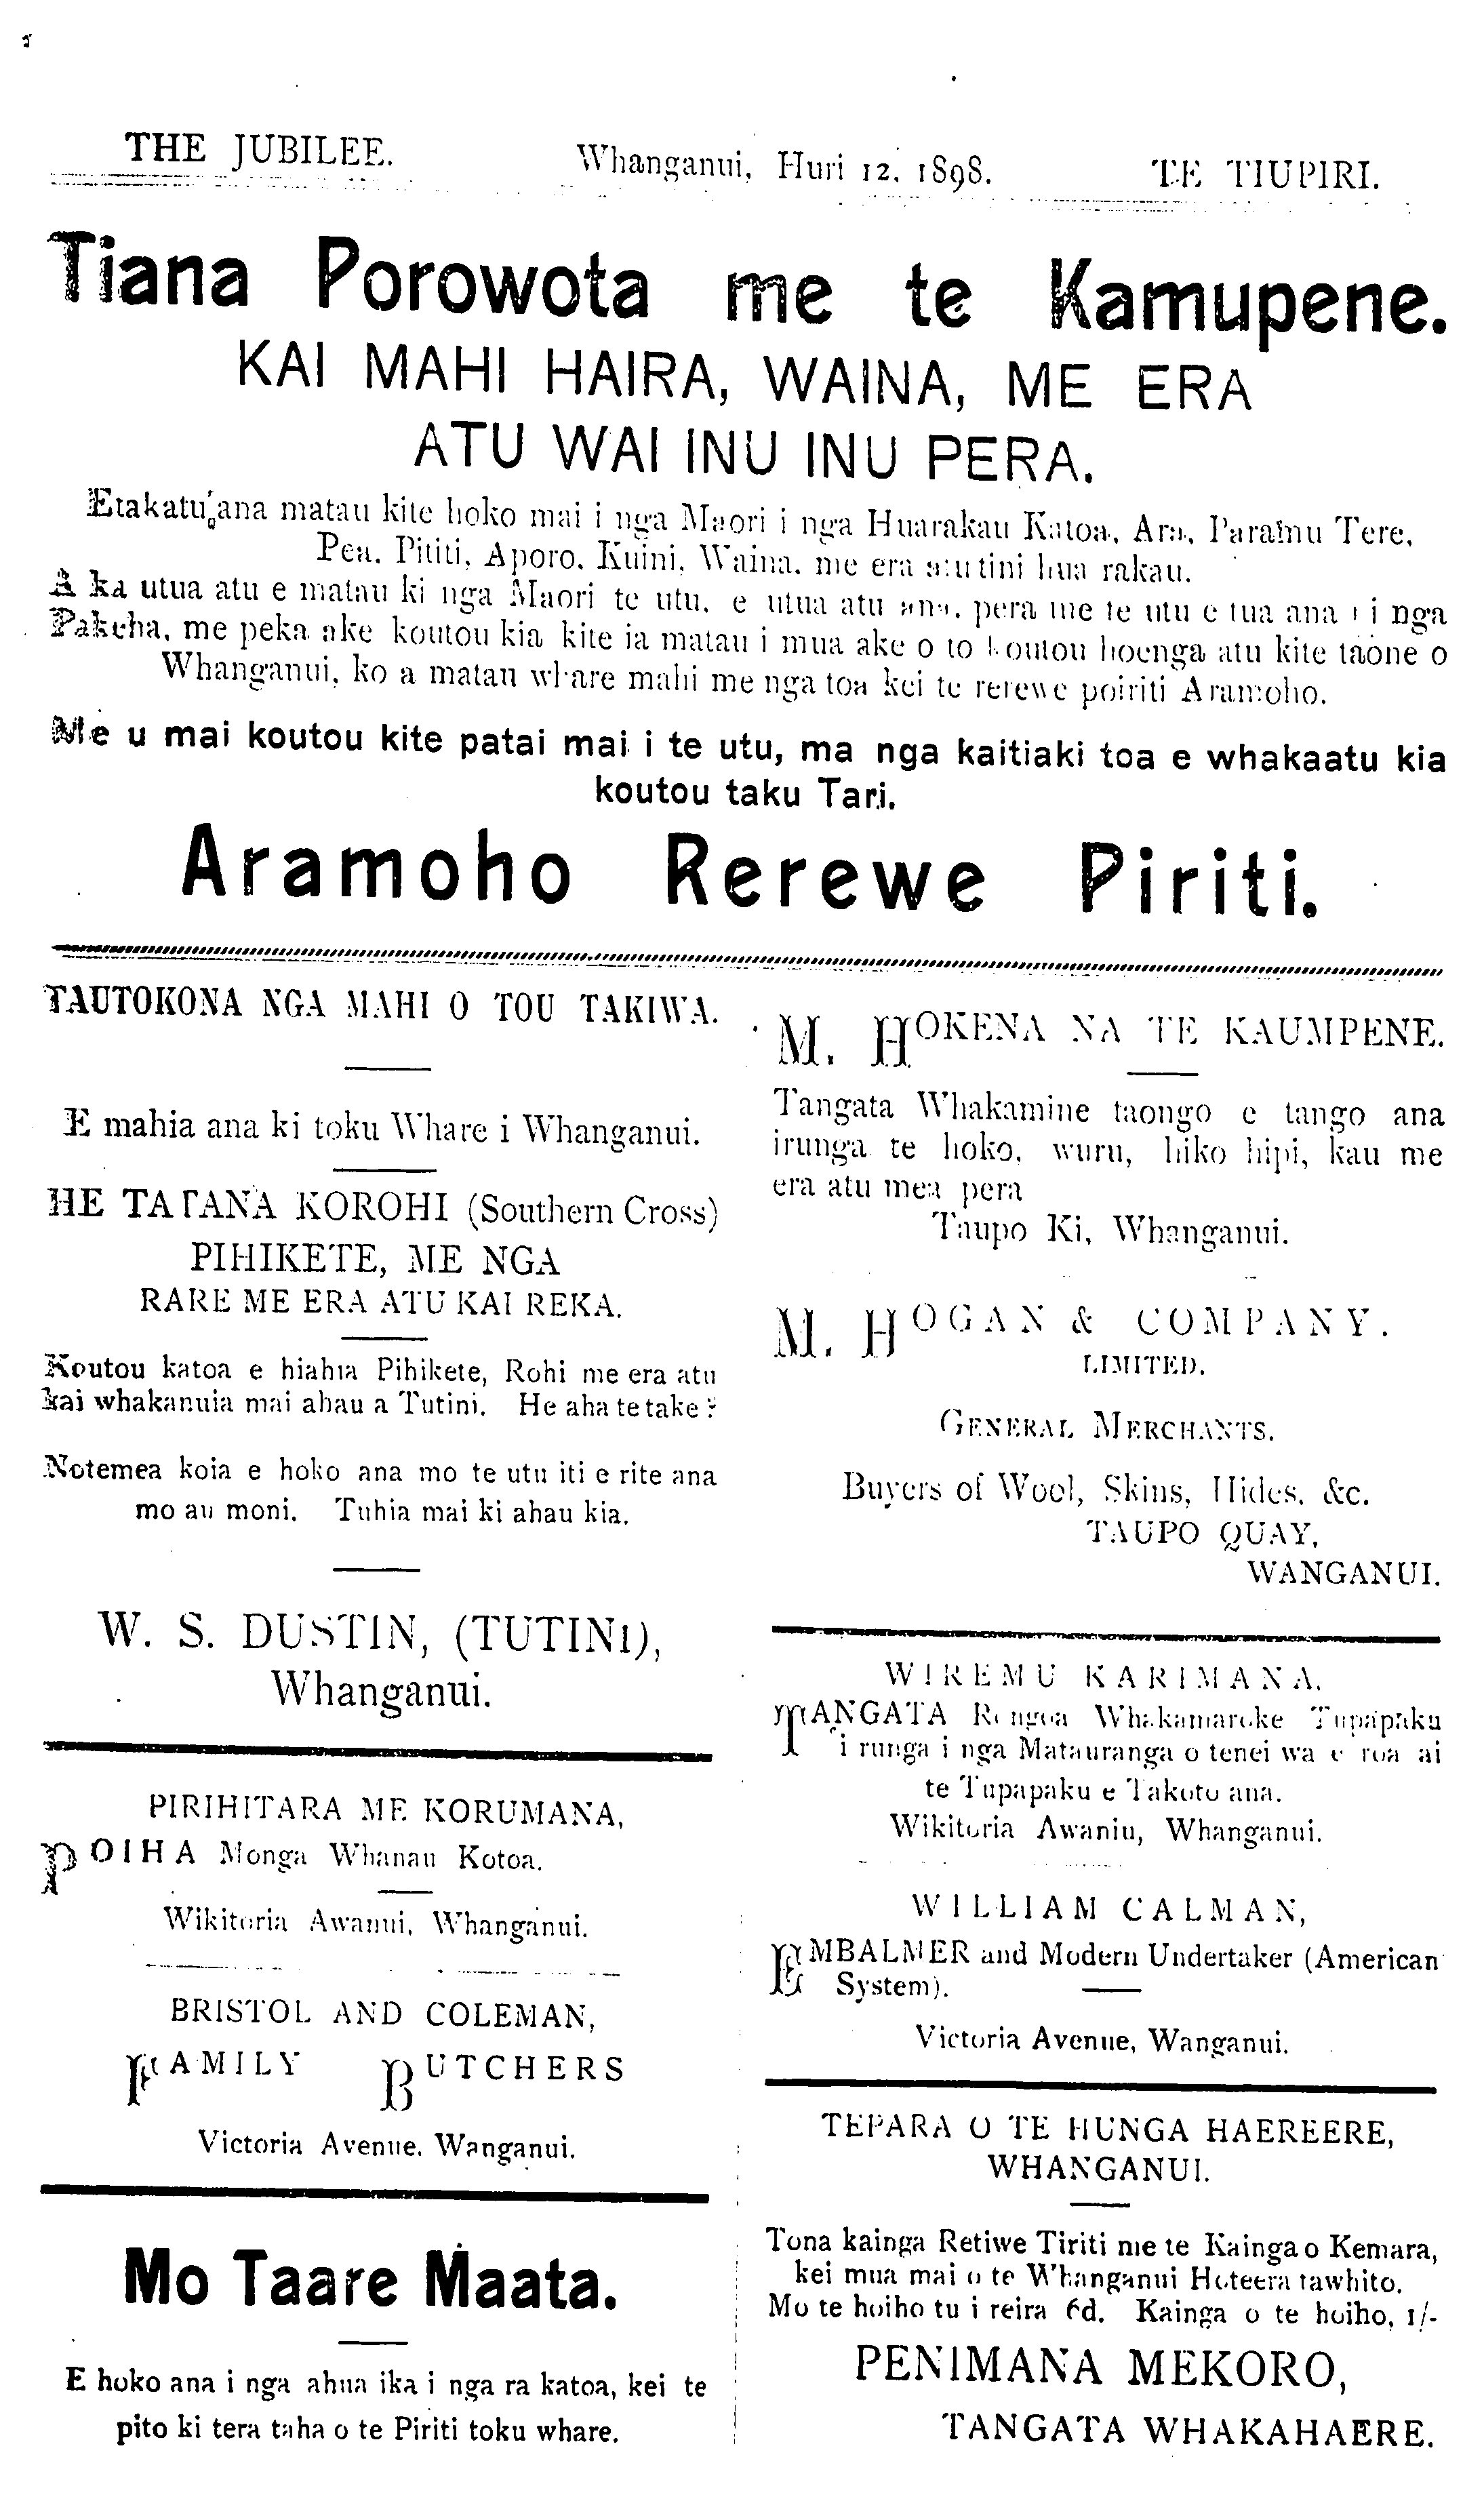 THE JUBILEE. Whanganui, Huri 12, 1898. TE TIUPIRI.
Tiana Porowota me te Kamupene.
KAI MAHI HAIRA, WAINA, ME ERA
ATU WAI INU INU PERA.
Etakatu ana matau kite hoko mai i nga Maori i nga Huarakau Katoa, Ara, Paramu Tere,
Pea, Pititi, Aporo, Kuini, Waina, me era atu tini hua rakau.
A ka utua atu e matau ki nga Maori te utu, e utua atu ana, pera me te utu e tua ana i nga
Pakeha, me peka ake koutou kia kite ia matau i mua ake o to koutou hoenga atu kite taone o
Whanganui, ko a matau whare mahi me nga toa kei te rerewe poiriti Aramoho.
Me u mai koutou kite patai mai i te utu, ma nga kaitiaki toa e whakaatu kia
koutou taku Tari.
Aramoho Rerewe Piriti.
TAUTOKONA NGA MAHI O TOU TAKIWA.
E mahia ana ki toku Whare i Whanganui.
HE TATANA KOROHI (Southern Cross)
PIHIKETE, ME NGA
RARE ME ERA ATU KAI REKA.
Koutou katoa e hiahia Pihikete, Rohi me era atu
kai whakanuia mai ahau a Tutini. He aha te take?
Notemea koia e hoko ana mo te utu iti e rite ana
mo au moni. Tuhia mai ki ahau kia.
W. S. DUSTIN, (TUTINI),
Whanganui.
PIRIHITARA ME KORUMANA,
POIHA Monga Whanau Kotoa.
Wikitoria Awanui, Whanganui.
BRISTOL AND COLEMAN,
FAMILY BUTCHERS
Victoria Avenue, Wanganui.
Mo Taare Maata.
E hoko ana i nga ahua ika i nga ra katoa, kei te
pito ki tera taha o te Piriti toku whare.
M. HOKENA NA TE KAUMPENE.
Tangata Whakamine taongo e tango ana
irunga te hoko, wuru, hiko hipi, kau me
era atu mea pera
Taupo Ki, Whanganui.
M. HOGAN & COMPANY.
LIMITED.
GENERAL MERCHANTS.
Buyers of Wool, Skins, Hides, &c.
TAUPO QUAY,
WANGANUI.
WIREMU KARIMANA,
TANGATA Rongoa Whakamaroke Tupapaku
i runga i nga Matauranga o tenei wa e roa ai
te Tupapaku e Takoto ana.
Wikitoria Awaniu, Whanganui.
WILLIAM CALMAN,
EMBALMER and Modern Undertaker (American
System).
Victoria Avenue, Wanganui.
TEPARA O TE HUNGA HAEREERE,
WHANGANUI.
Tona kainga Retiwe Tiriti me te Kainga o Kemara,
kei mua mai o te Whanganui Hoteera tawhito.
Mo te hoiho tu i reira 6d. Kainga o te hoiho, 1/-
PENIMANA MEKORO,
TANGATA WHAKAHAERE.